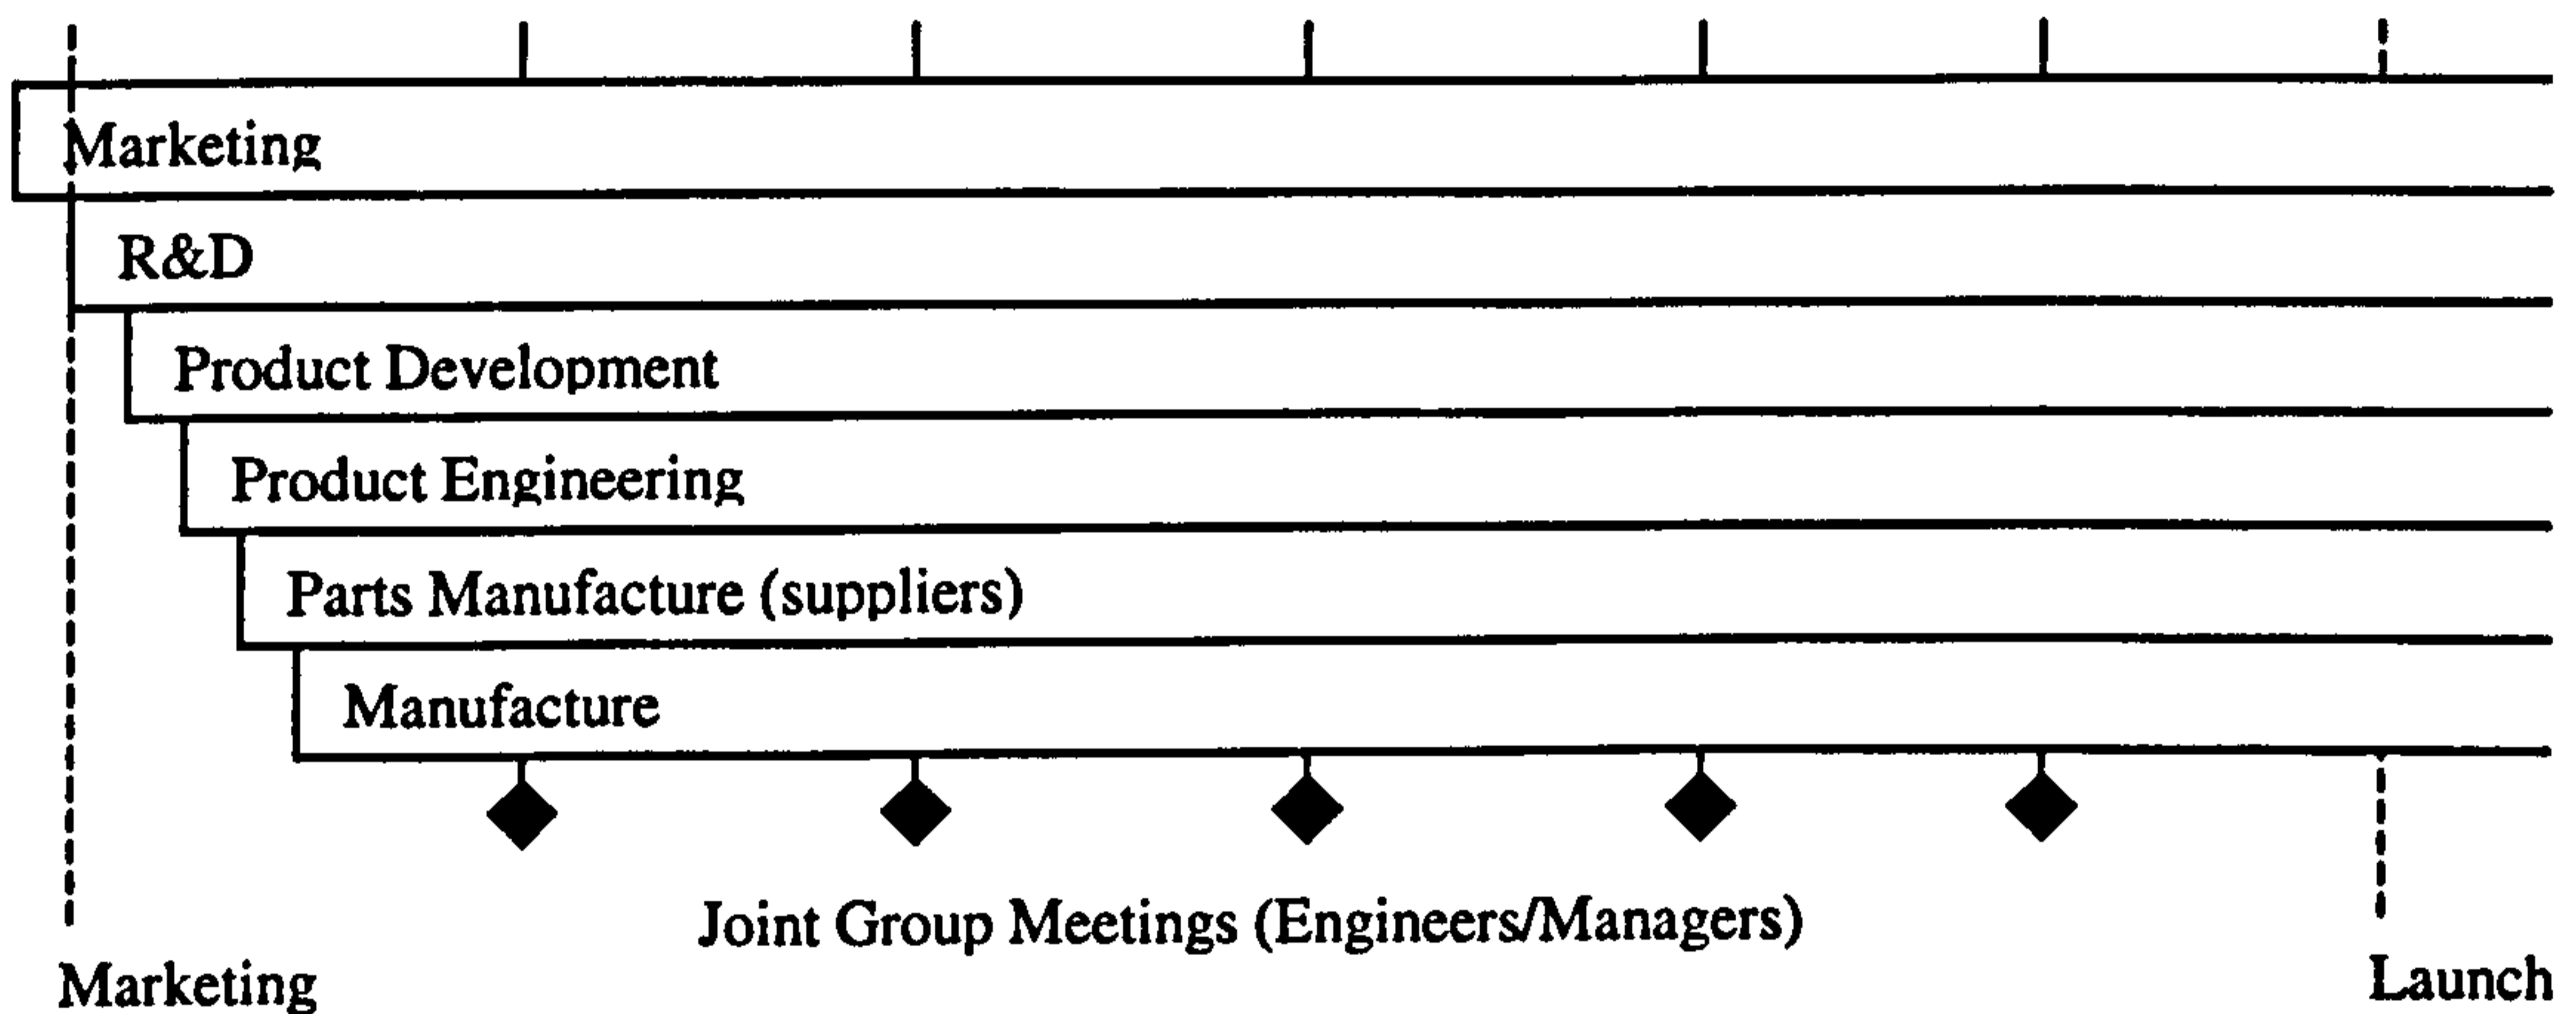 Marketing
R&D
Product Development
Product Engineering
Parts Manufacture (suppliers)
Manufacture
Joint Group Meetings (Engineers/Managers)
Marketing
Launch